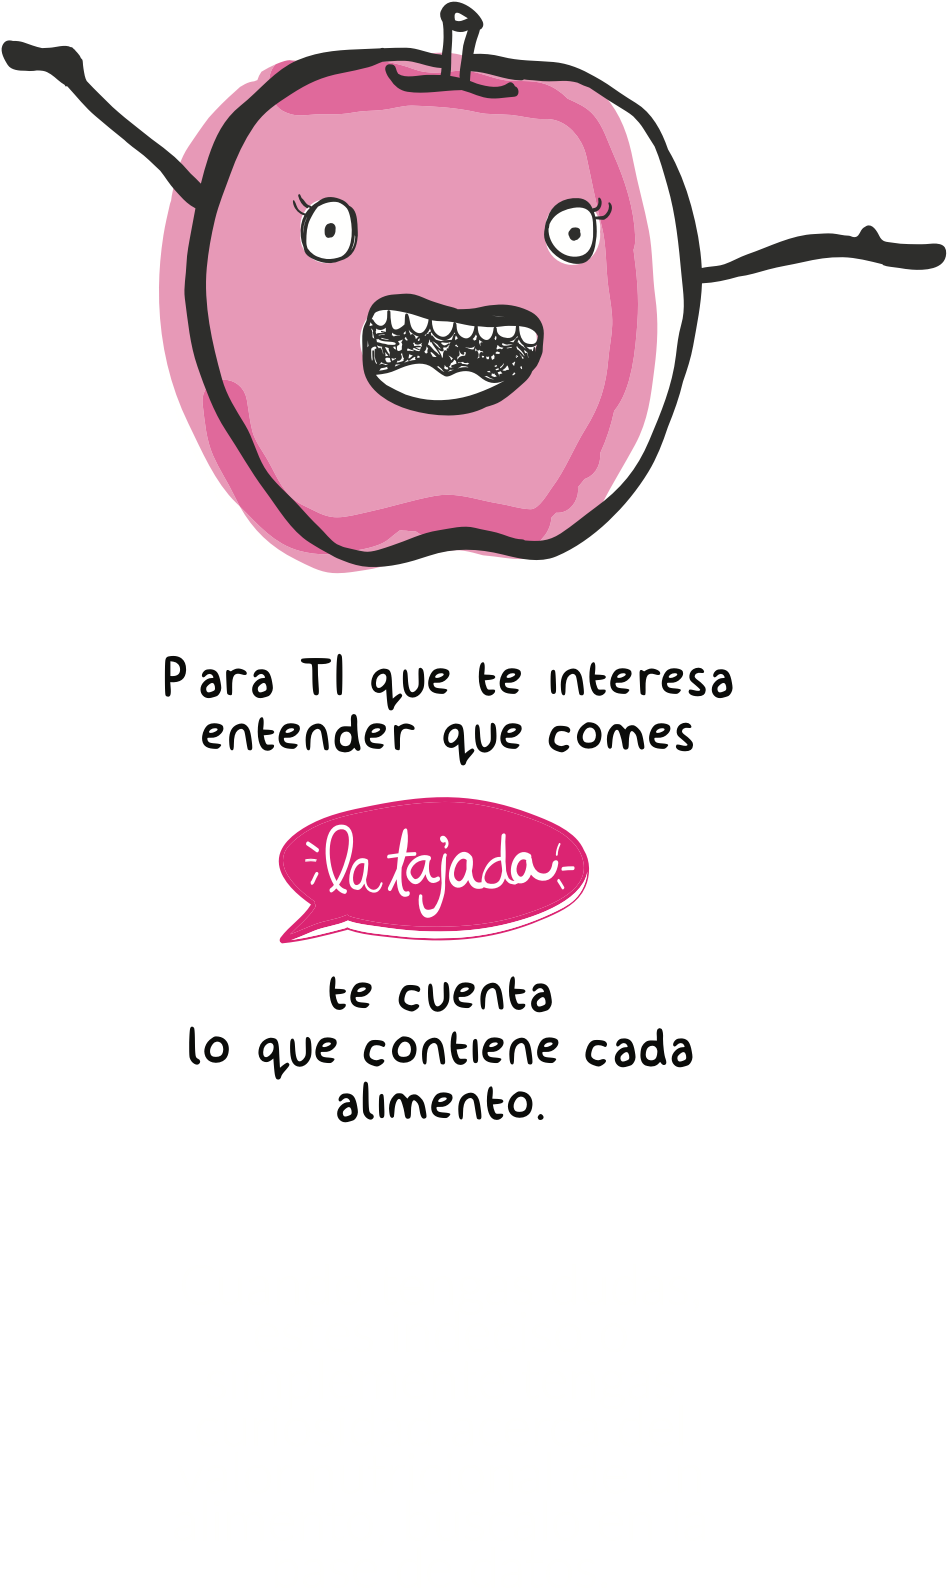 Para TI que te interesa
entender que comes
la tajada
te cuenta
lo que contiene cada
alimento.